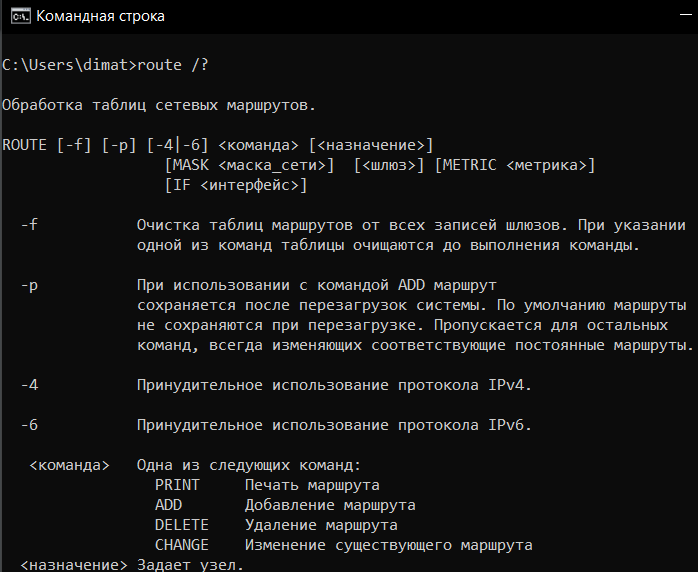 Командная строка
C:\Users\dimat>route /?
Обработка таблиц сетевых маршрутов.
ROUTE [-f] [-p] [-4|-6] <команда> [<назначение>]
[MASK <маска_сети>]  [<шлюз>] [METRIC <метрика>]
[IF <интерфейс>]
-f           Очистка таблиц маршрутов от всех записей шлюзов. При указании
одной из команд таблицы очищаются до выполнения команды.
-p           При использовании с командой ADD маршрут
сохраняется после перезагрузок системы. По умолчанию маршруты
не сохраняются при перезагрузке. Пропускается для остальных
команд, всегда изменяющих соответствующие постоянные маршруты.
-4           Принудительное использование протокола IPv4.
-6           Принудительное использование протокола IPv6.
<команда>   Одна из следующих команд:
PRINT     Печать маршрута
ADD       Добавление маршрута
DELETE    Удаление маршрута
CHANGE    Изменение существующего маршрута
<назначение> Задает узел.